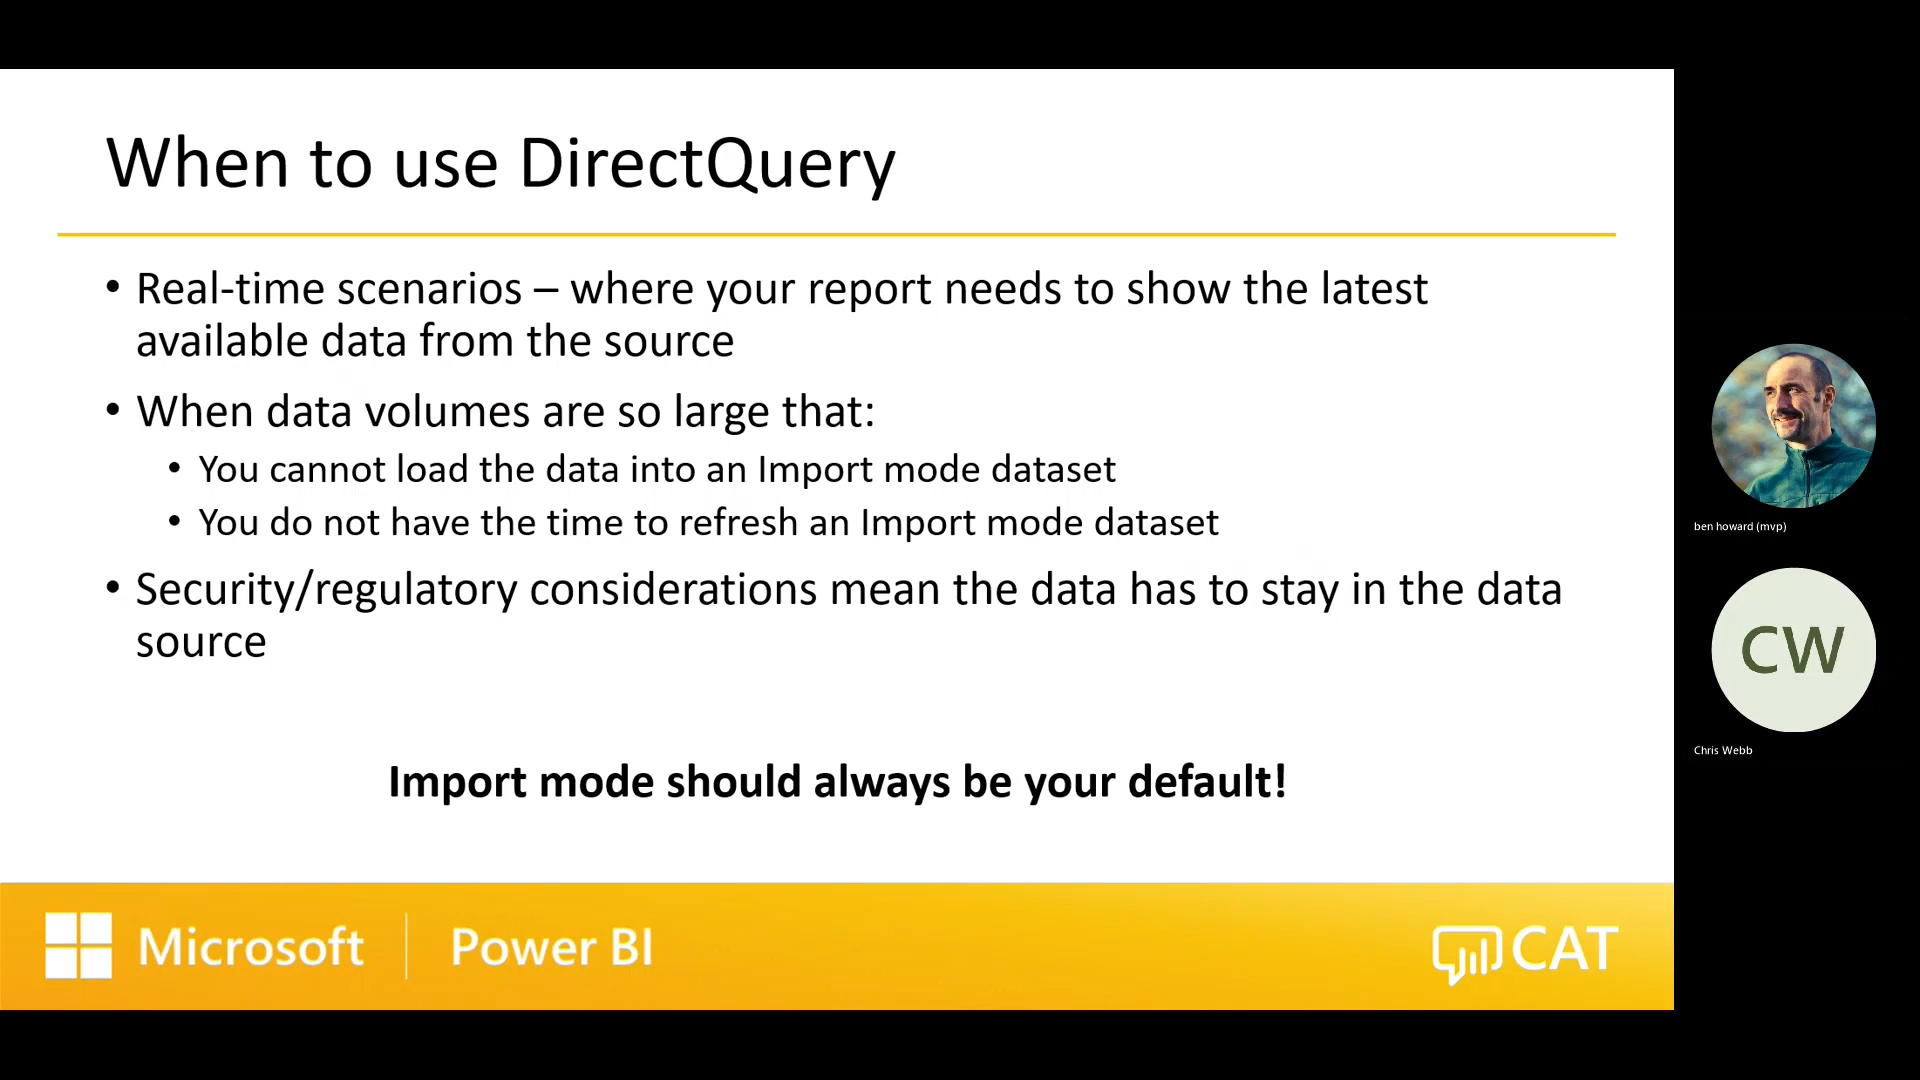 When to use DirectQuery
• Real-time scenarios – where your report needs to show the latest
available data from the source
• When data volumes are so large that:
• You cannot load the data into an Import mode dataset
• You do not have the time to refresh an Import mode dataset
• Security/regulatory considerations mean the data has to stay in the data
source
Import mode should always be your default!
Microsoft
Power BI
CAT
ben howard (mvp)
CW
Chris Webb